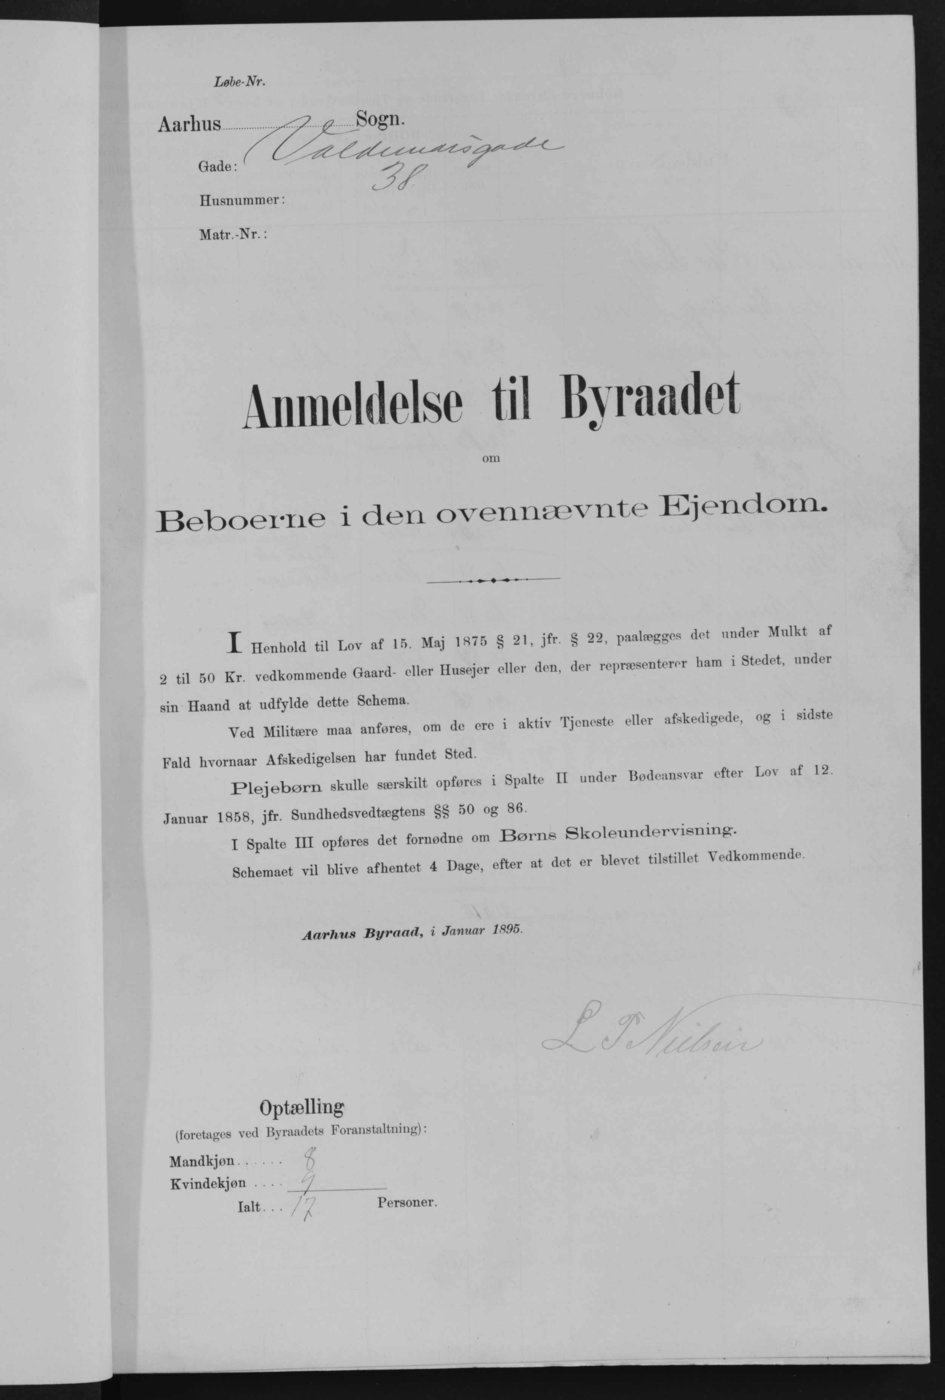 Løbe-Nr.
Aarhus Sogn.
Gade: Valdemarsgade
38
Husnummer:
Matr.-Nr.:
Anmeldelse til Byraadet
om
Beboerne i den ovennævnte Ejendom.
I Henhold til Lov af 15. Maj 1875 § 21, jfr. § 22, paalægges det under Mulkt af
2 til 50 Kr. vedkommende Gaard- eller Husejer eller den, der repræsenterer ham i Stedet, under
sin Haand at udfylde dette Schema.
Ved Militære maa anføres, om de ere i aktiv Tjeneste eller afskedigede, og i sidste
Fald hvornaar Afskedigelsen har fundet Sted.
Plejebørn skulle særskilt opføres i Spalte II under Bødeansvar efter Lov af 12.
Januar 1858, jfr. Sundhedsvedtægtens §§ 50 og 86.
I Spalte III opføres det fornødne om Børns Skoleundervisning.
Schemaet vil blive afhentet 4 Dage, efter at det er blevet tilstillet Vedkommende.
Aarhus Byraad, i Januar 1895.
L P Nielsen
Optælling
(foretages ved Byraadets Foranstaltning):
Mandkjøn...... 8
Kvindekjøn .... 9
Ialt... 17 Personer.